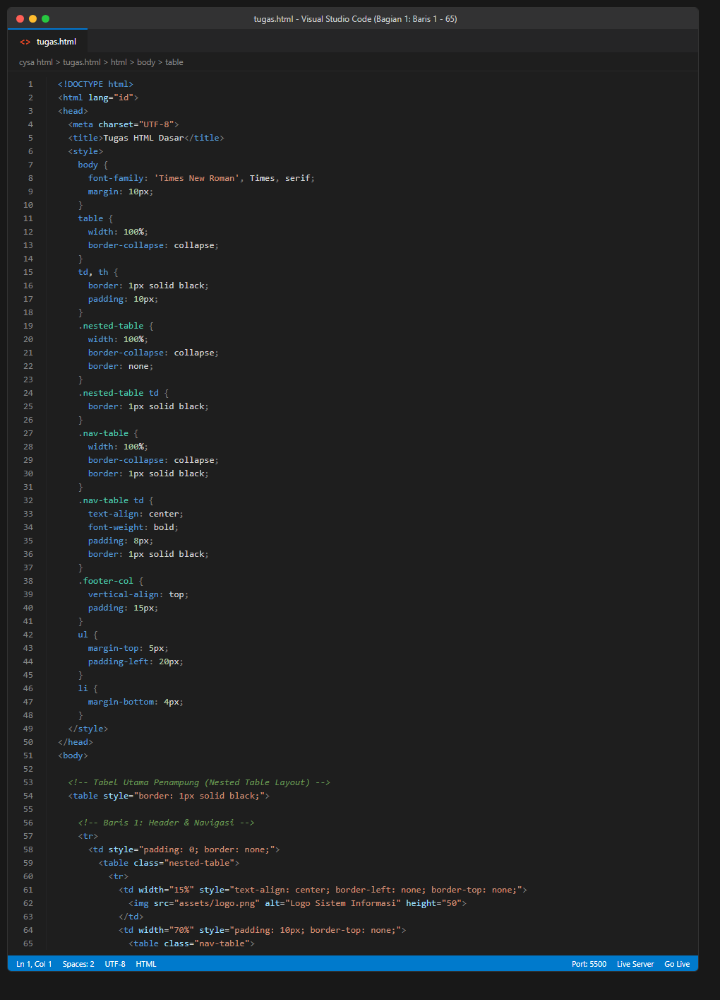 tugas.html - Visual Studio Code (Bagian 1: Baris 1 - 65)
<> tugas.html
cysa html > tugas.html > html > body > table
1 <!DOCTYPE html>
2 <html lang="id">
3 <head>
4   <meta charset="UTF-8">
5   <title>Tugas HTML Dasar</title>
6   <style>
7     body {
8       font-family: 'Times New Roman', Times, serif;
9       margin: 10px;
10     }
11     table {
12       width: 100%;
13       border-collapse: collapse;
14     }
15     td, th {
16       border: 1px solid black;
17       padding: 10px;
18     }
19     .nested-table {
20       width: 100%;
21       border-collapse: collapse;
22       border: none;
23     }
24     .nested-table td {
25       border: 1px solid black;
26     }
27     .nav-table {
28       width: 100%;
29       border-collapse: collapse;
30       border: 1px solid black;
31     }
32     .nav-table td {
33       text-align: center;
34       font-weight: bold;
35       padding: 8px;
36       border: 1px solid black;
37     }
38     .footer-col {
39       vertical-align: top;
40       padding: 15px;
41     }
42     ul {
43       margin-top: 5px;
44       padding-left: 20px;
45     }
46     li {
47       margin-bottom: 4px;
48     }
49   </style>
50 </head>
51 <body>
52
53   <!-- Tabel Utama Penampung (Nested Table Layout) -->
54   <table style="border: 1px solid black;">
55
56     <!-- Baris 1: Header & Navigasi -->
57     <tr>
58       <td style="padding: 0; border: none;">
59         <table class="nested-table">
60           <tr>
61             <td width="15%" style="text-align: center; border-left: none; border-top: none;">
62               <img src="assets/logo.png" alt="Logo Sistem Informasi" height="50">
63             </td>
64             <td width="70%" style="padding: 10px; border-top: none;">
65               <table class="nav-table">
Ln 1, Col 1 Spaces: 2 UTF-8 HTML Port: 5500 Live Server Go Live